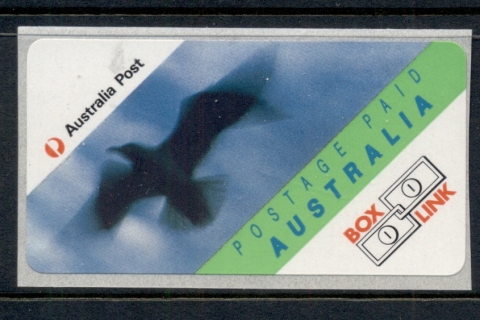 Australia Post
POSTAGE PAID
AUSTRALIA
BOX
LINK